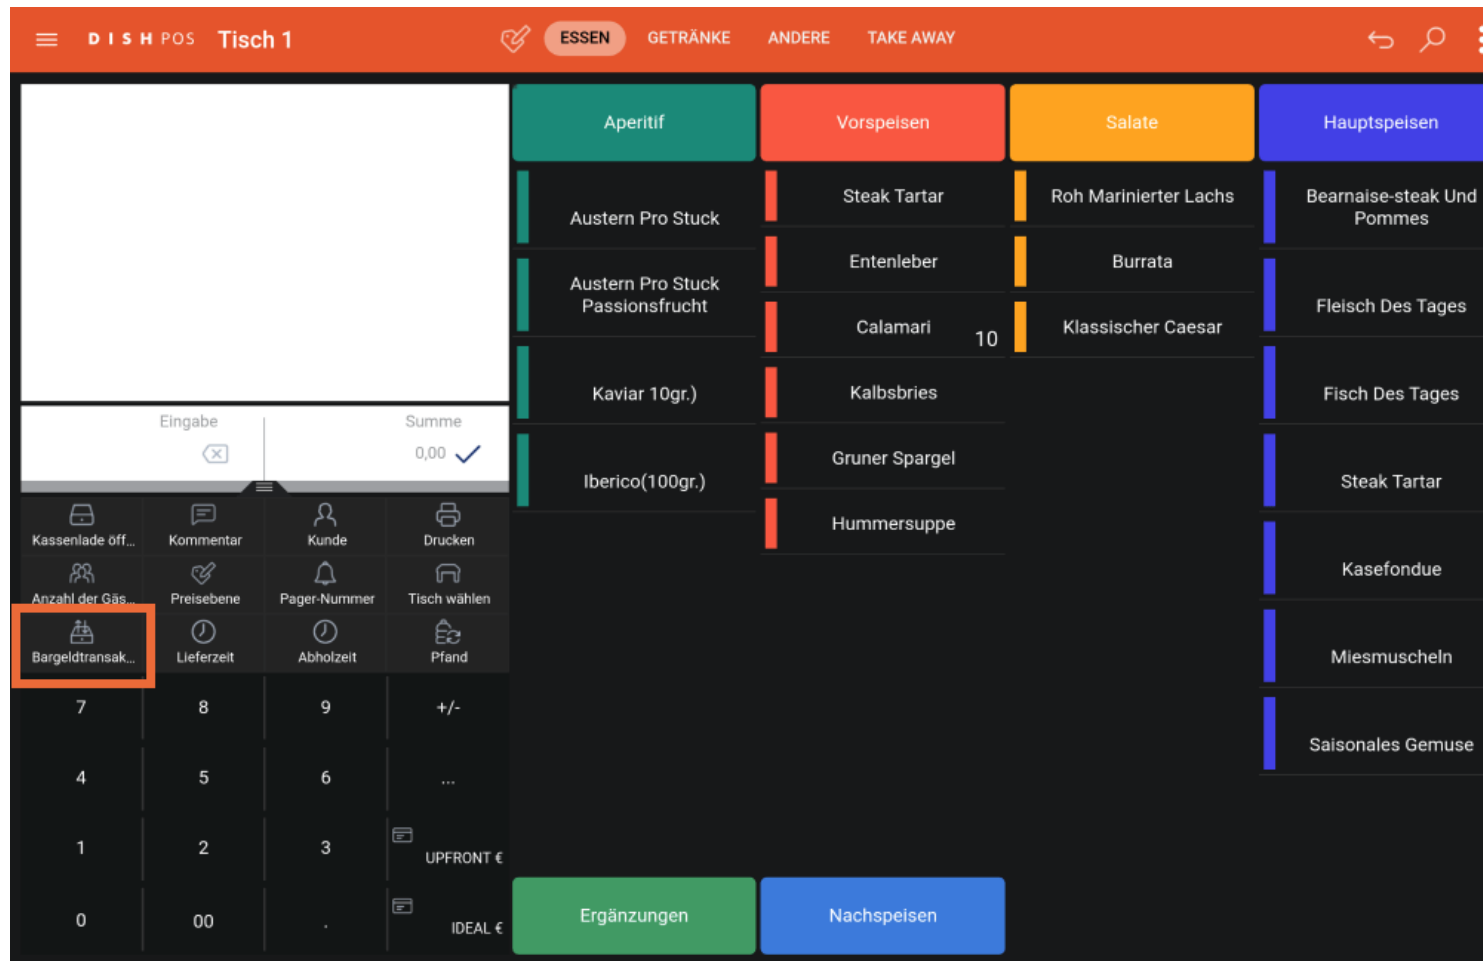 DISH POS Tisch 1
ESSEN GETRÄNKE ANDERE TAKE AWAY
Aperitif
Austern Pro Stuck
Austern Pro Stuck
Passionsfrucht
Kaviar 10gr.)
Iberico(100gr.)
Vorspeisen
Steak Tartar
Entenleber
Calamari 10
Kalbsbries
Gruner Spargel
Hummersuppe
Salate
Roh Marinierter Lachs
Burrata
Klassischer Caesar
Hauptspeisen
Bearnaise-steak Und
Pommes
Fleisch Des Tages
Fisch Des Tages
Steak Tartar
Kasefondue
Miesmuscheln
Saisonales Gemuse
Eingabe Summe
0,00
Kassenlade öff... Kommentar Kunde Drucken
Anzahl der Gäs... Preisebene Pager-Nummer Tisch wählen
Bargeldtransak... Lieferzeit Abholzeit Pfand
7 8 9 +/-
4 5 6 ...
1 2 3 UPFRONT €
0 00 . IDEAL €
Ergänzungen Nachspeisen